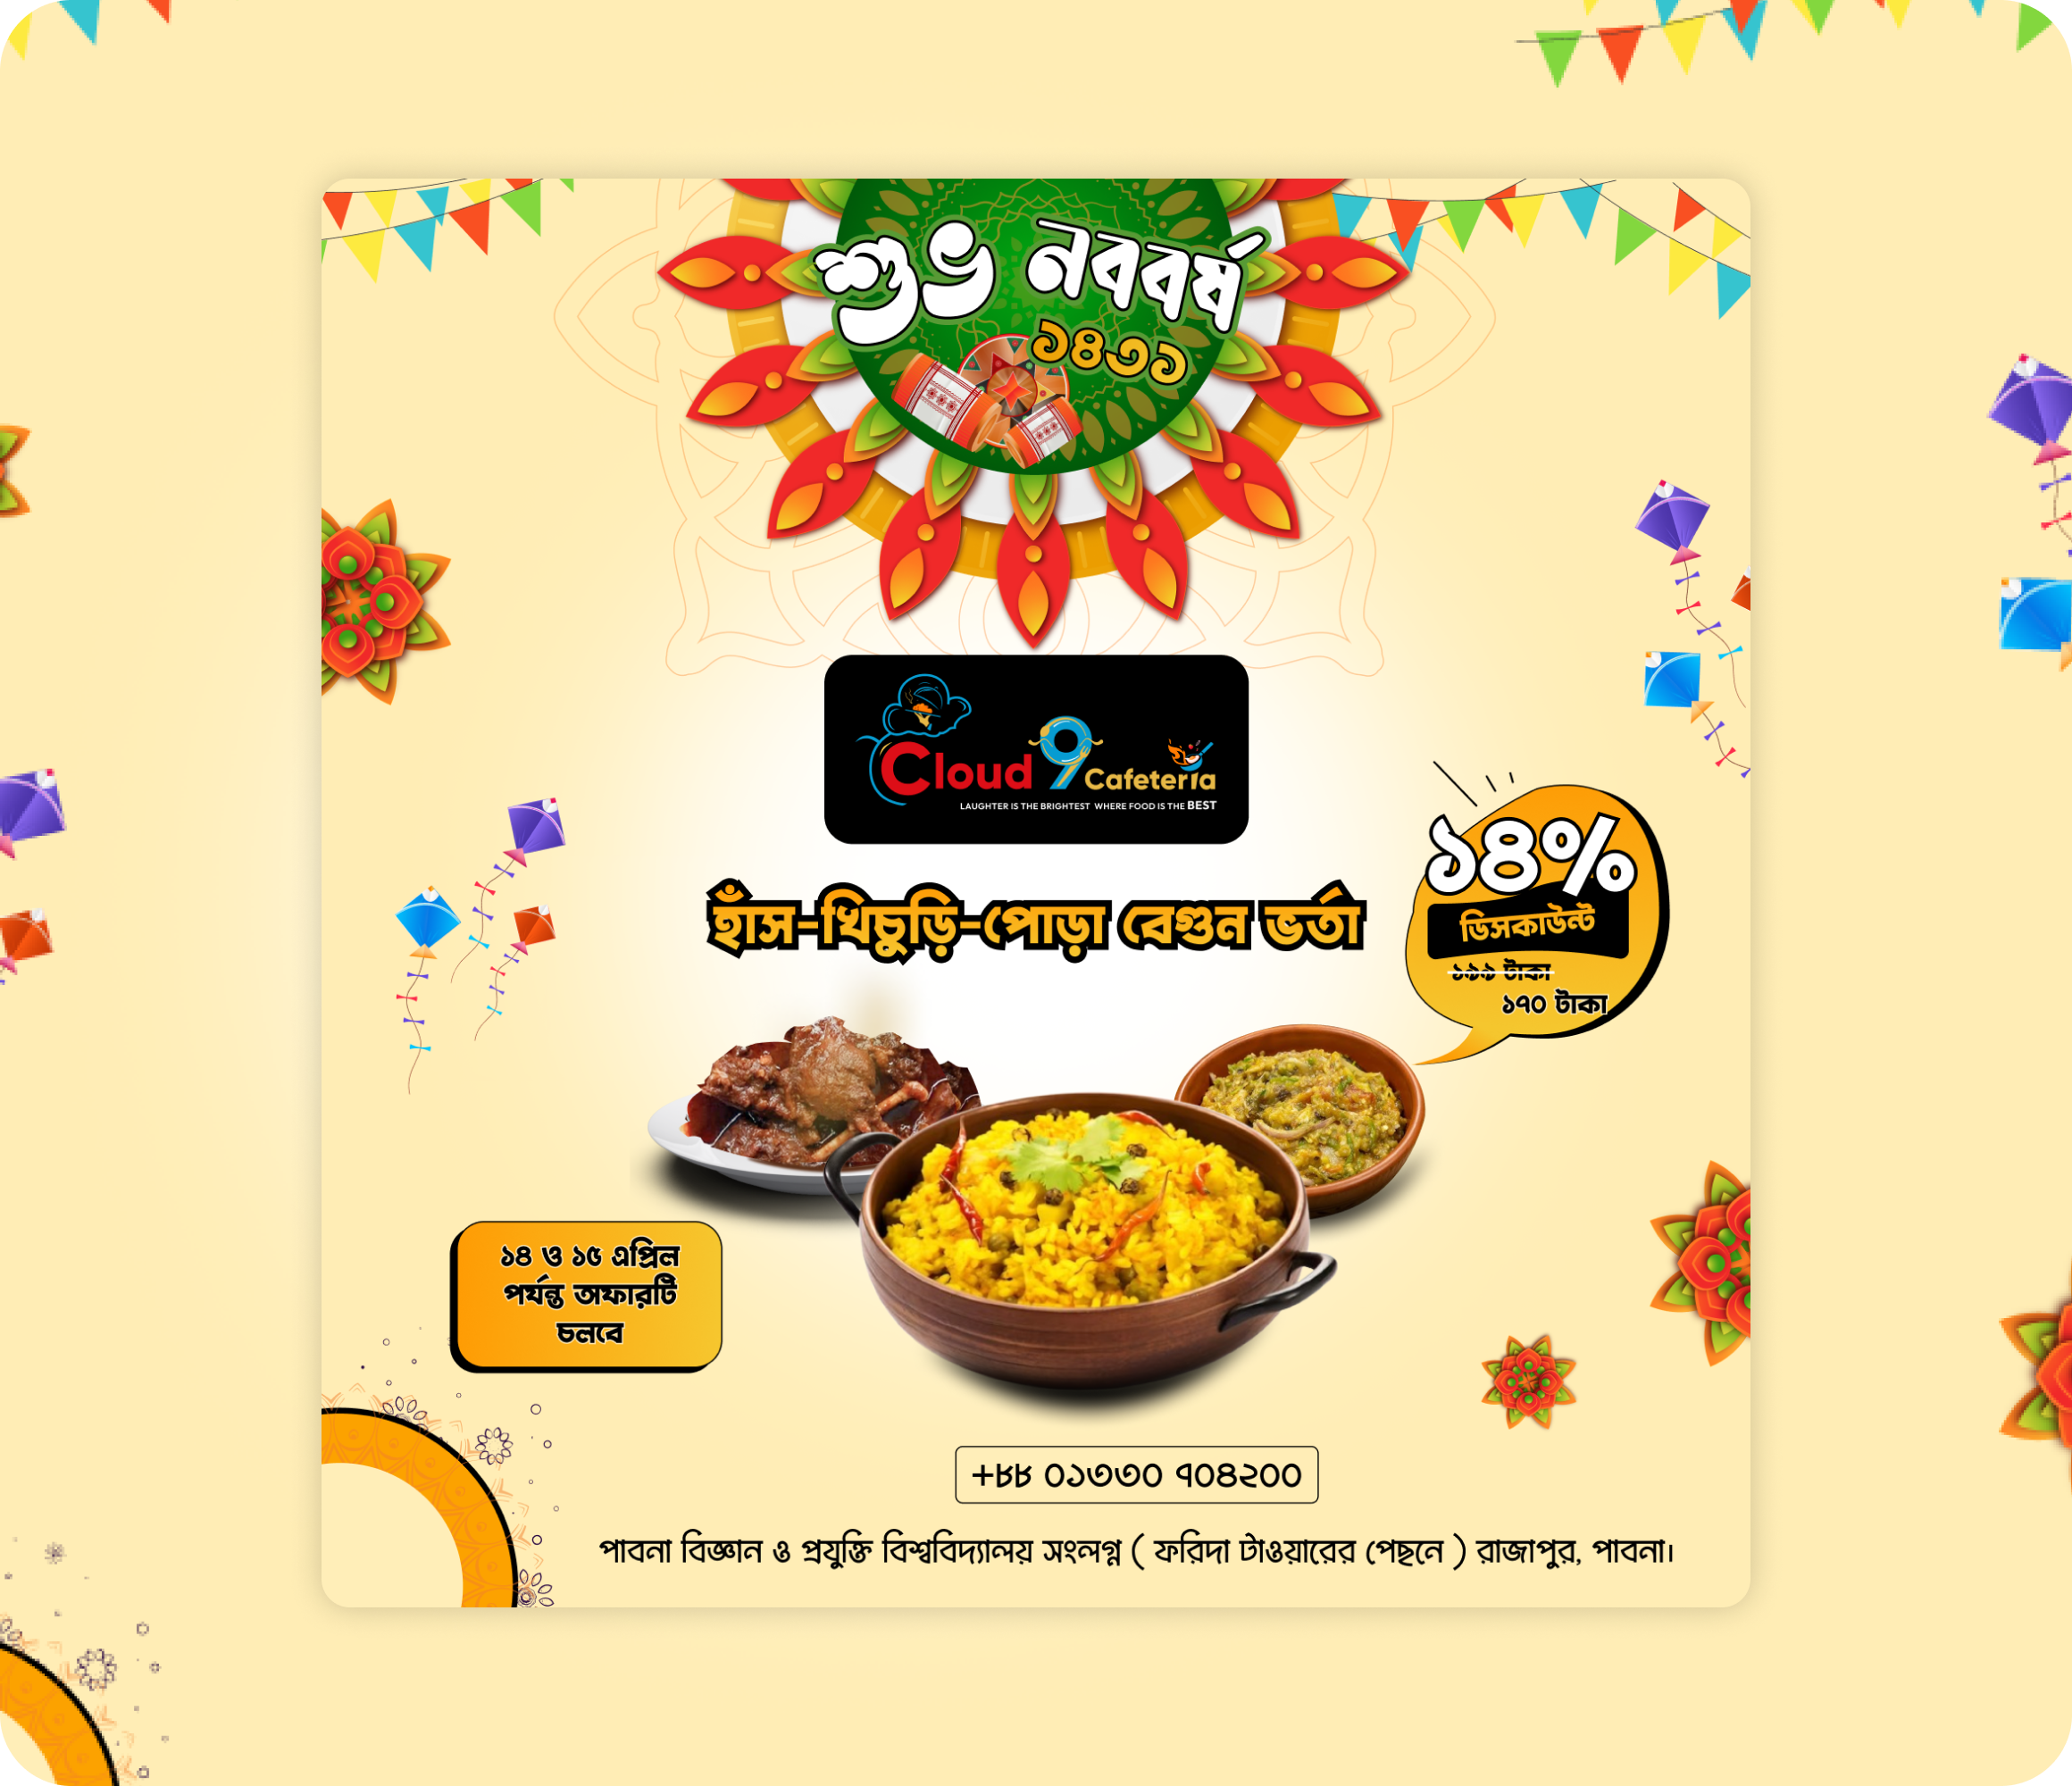 শুভ নববর্ষ
১৪৩১
Cloud 9 Cafeteria
LAUGHTER IS THE BRIGHTEST WHERE FOOD IS THE BEST
হাঁস-খিচুড়ি-পোড়া বেগুন ভর্তা
১৪%
ডিসকাউন্ট
১৯৯ টাকা
১৭০ টাকা
১৪ ও ১৫ এপ্রিল
পর্যন্ত অফারটি
চলবে
+৮৮ ০১৩৩০ ৭০৪২০০
পাবনা বিজ্ঞান ও প্রযুক্তি বিশ্ববিদ্যালয় সংলগ্ন ( ফরিদা টাওয়ারের পেছনে ) রাজাপুর, পাবনা।